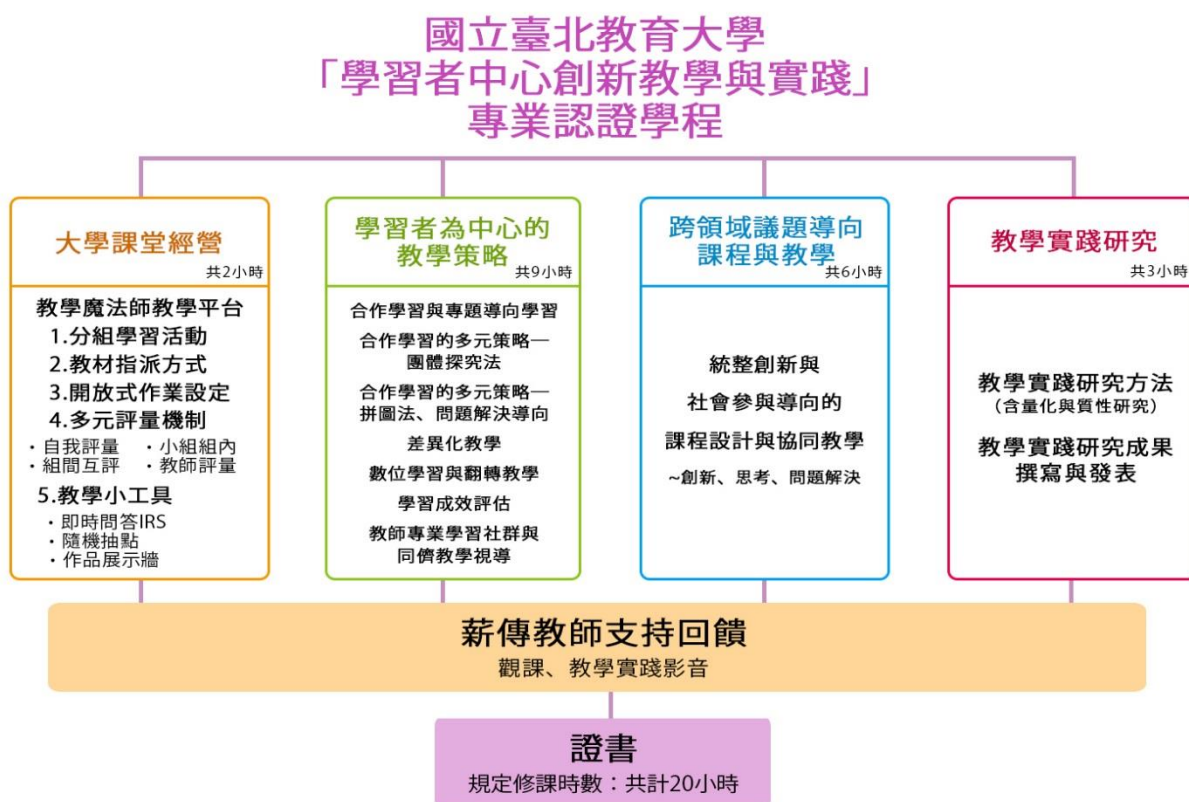 國立臺北教育大學
「學習者中心創新教學與實踐」
專業認證學程
大學課堂經營
共2小時
教學魔法師教學平台
1.分組學習活動
2.教材指派方式
3.開放式作業設定
4.多元評量機制
・自我評量 ・小組組內
・組間互評 ・教師評量
5.教學小工具
・即時問答IRS
・隨機抽點
・作品展示牆
學習者為中心的
教學策略
共9小時
合作學習與專題導向學習
合作學習的多元策略—
團體探究法
合作學習的多元策略—
拼圖法、問題解決導向
差異化教學
數位學習與翻轉教學
學習成效評估
教師專業學習社群與
同儕教學視導
跨領域議題導向
課程與教學
共6小時
統整創新與
社會參與導向的
課程設計與協同教學
~創新、思考、問題解決
教學實踐研究
共3小時
教學實踐研究方法
(含量化與質性研究)
教學實踐研究成果
撰寫與發表
薪傳教師支持回饋
觀課、教學實踐影音
證書
規定修課時數：共計20小時